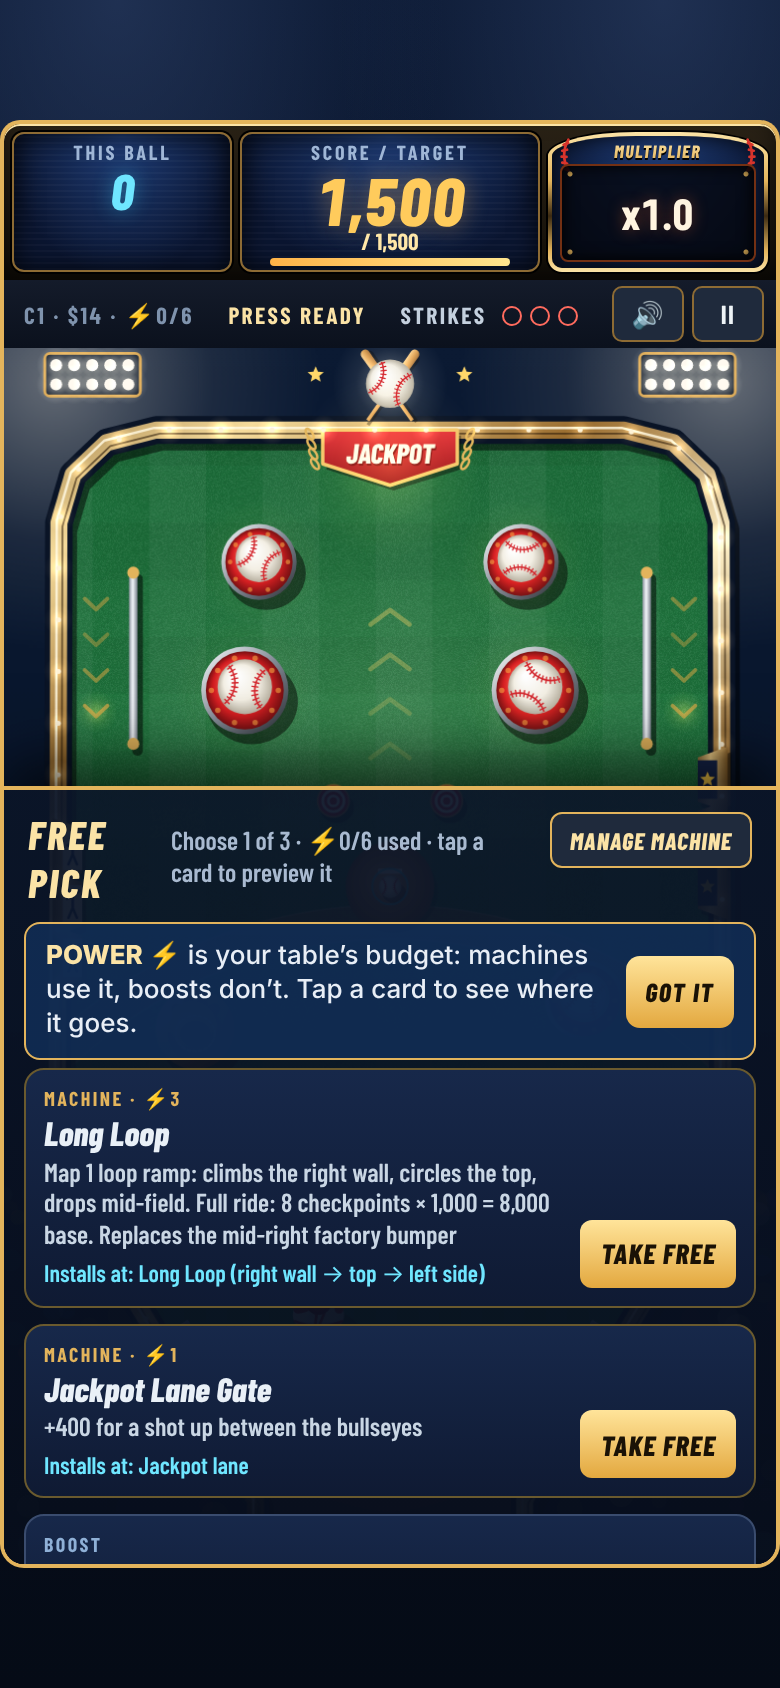 THIS BALL
0
SCORE / TARGET
1,500
/ 1,500
MULTIPLIER
x1.0
C1 · $14 · ⚡0/6
PRESS READY
STRIKES
JACKPOT
FREE
PICK
Choose 1 of 3 · ⚡0/6 used · tap a
card to preview it
MANAGE MACHINE
POWER ⚡ is your table’s budget: machines
use it, boosts don’t. Tap a card to see where
it goes.
GOT IT
MACHINE · ⚡3
Long Loop
Map 1 loop ramp: climbs the right wall, circles the top,
drops mid-field. Full ride: 8 checkpoints × 1,000 = 8,000
base. Replaces the mid-right factory bumper
Installs at: Long Loop (right wall → top → left side)
TAKE FREE
MACHINE · ⚡1
Jackpot Lane Gate
+400 for a shot up between the bullseyes
Installs at: Jackpot lane
TAKE FREE
BOOST